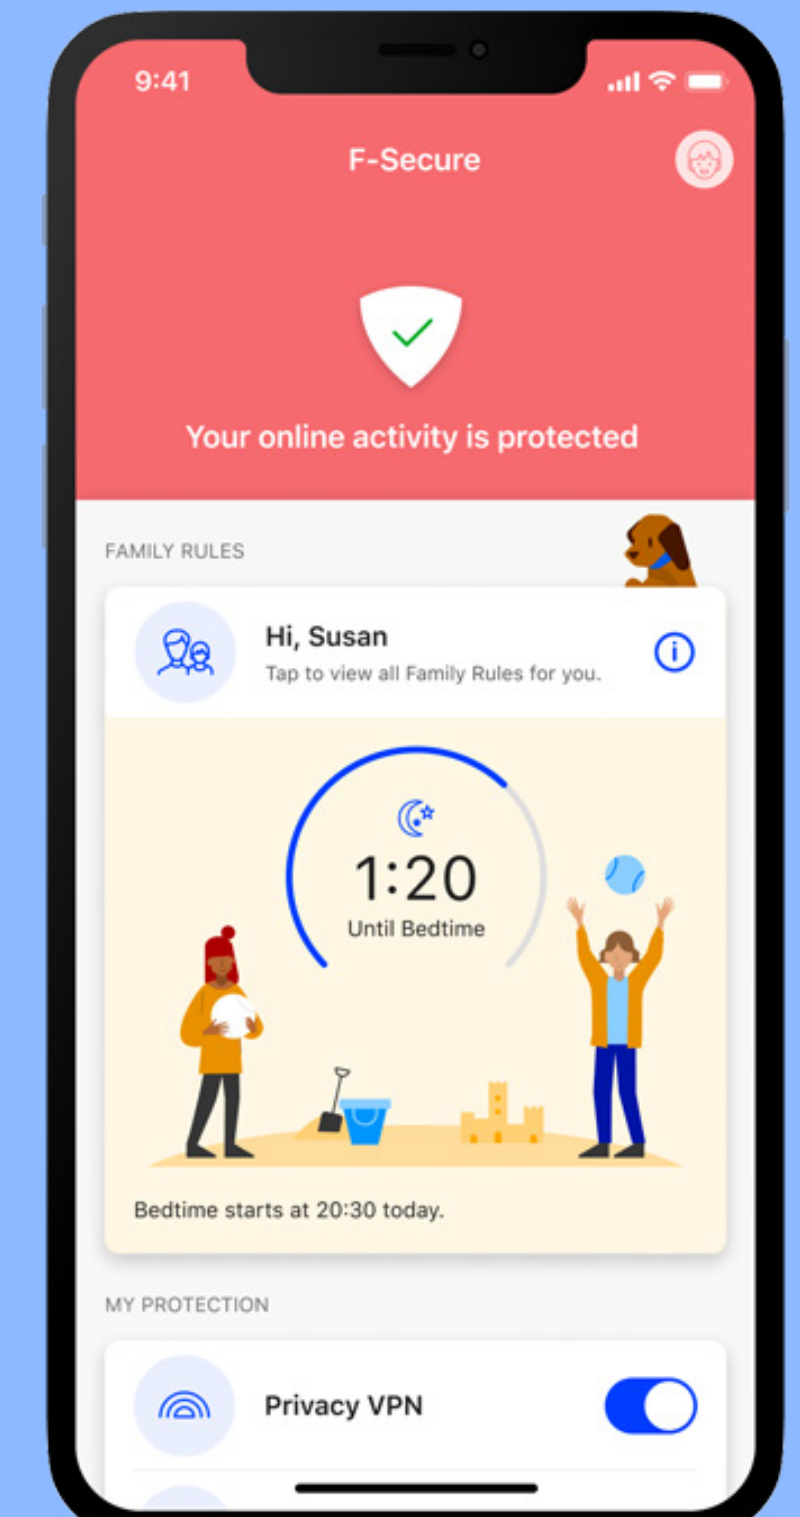 9:41
F-Secure
Your online activity is protected
FAMILY RULES
Hi, Susan
Tap to view all Family Rules for you.
1:20
Until Bedtime
Bedtime starts at 20:30 today.
MY PROTECTION
Privacy VPN